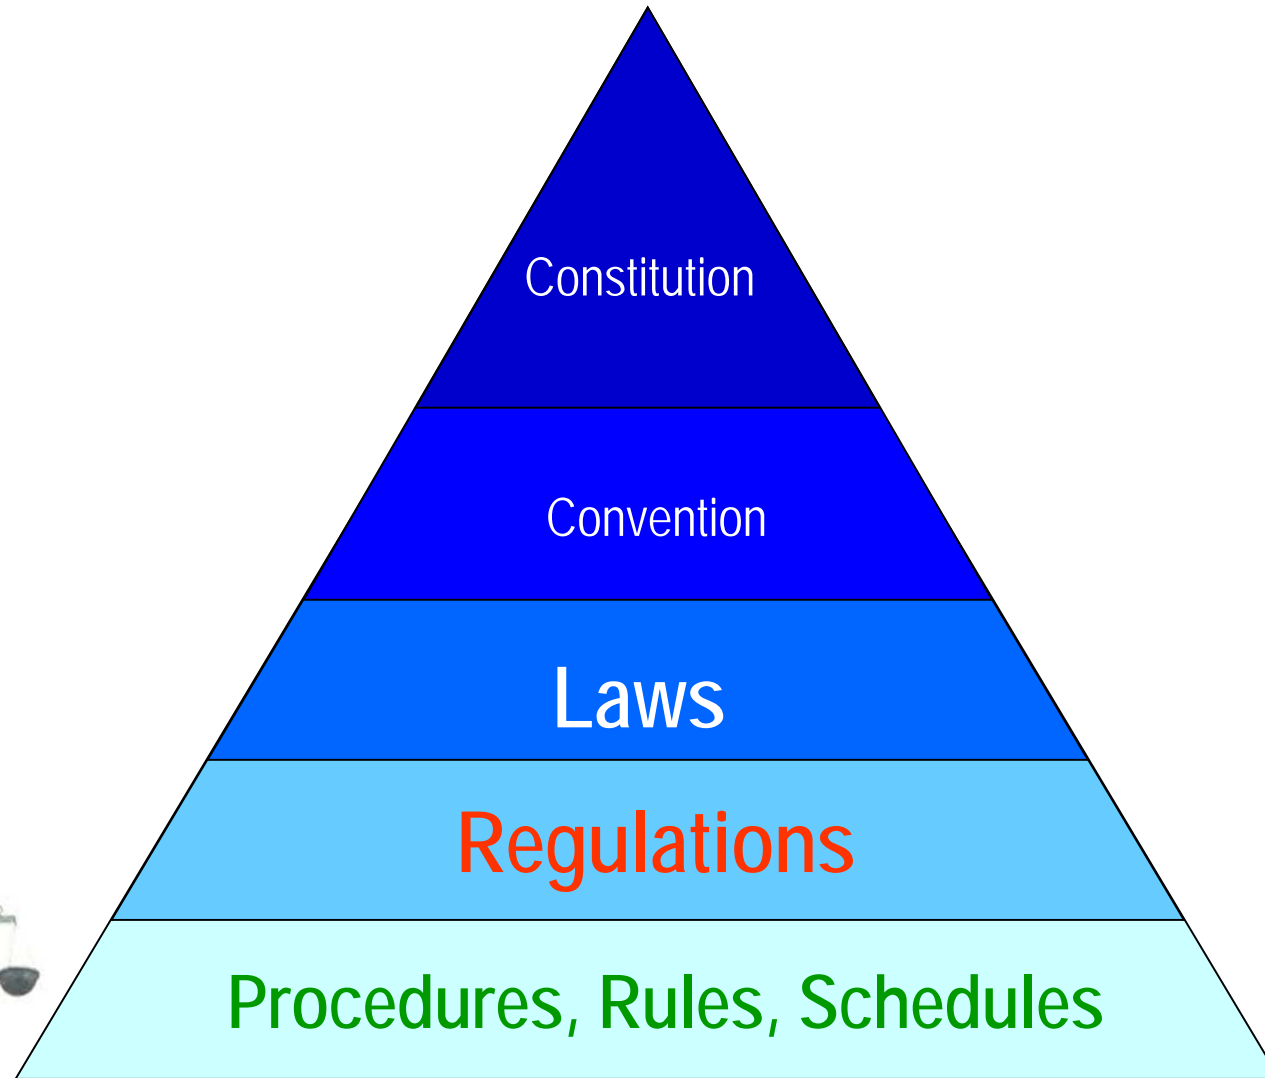 Constitution
Convention
Laws
Regulations
Procedures, Rules, Schedules